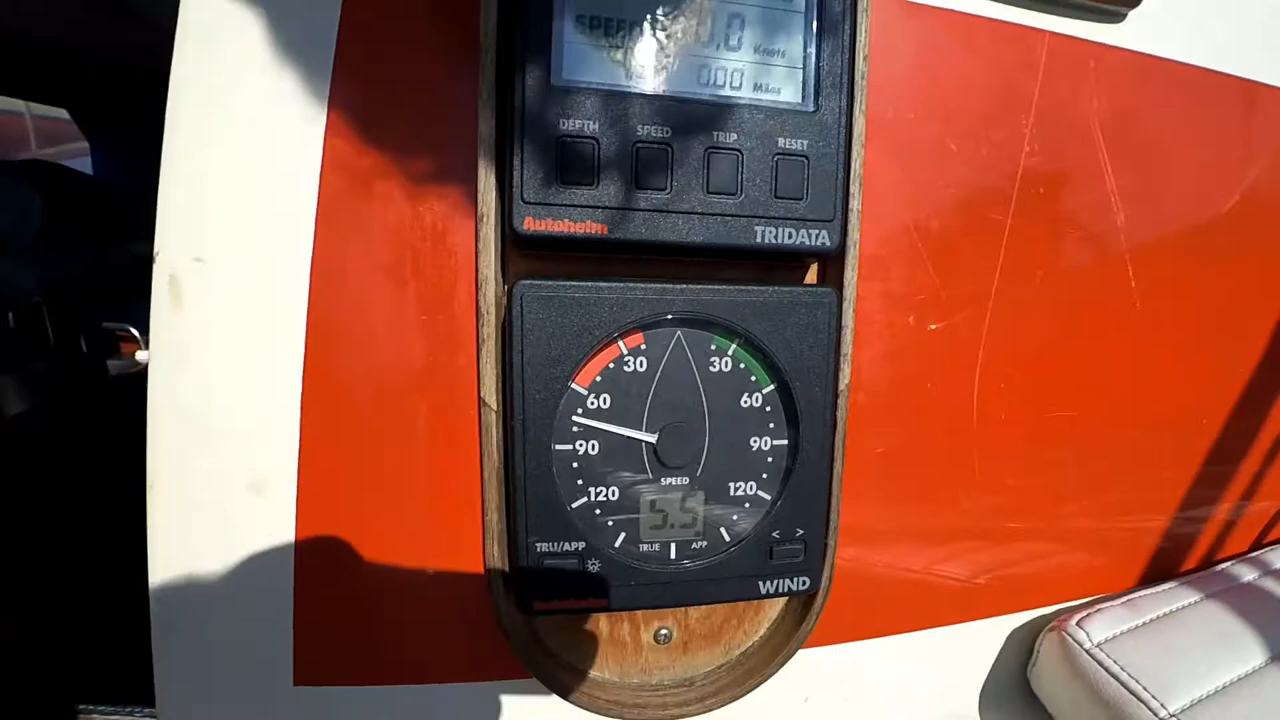 SPEED
Knots
0.00 Miles
DEPTH SPEED TRIP RESET
Autohelm
TRIDATA
30 30
60 60
90 90
120 120
SPEED
5.5
TRUE APP
TRU/APP < >
WIND